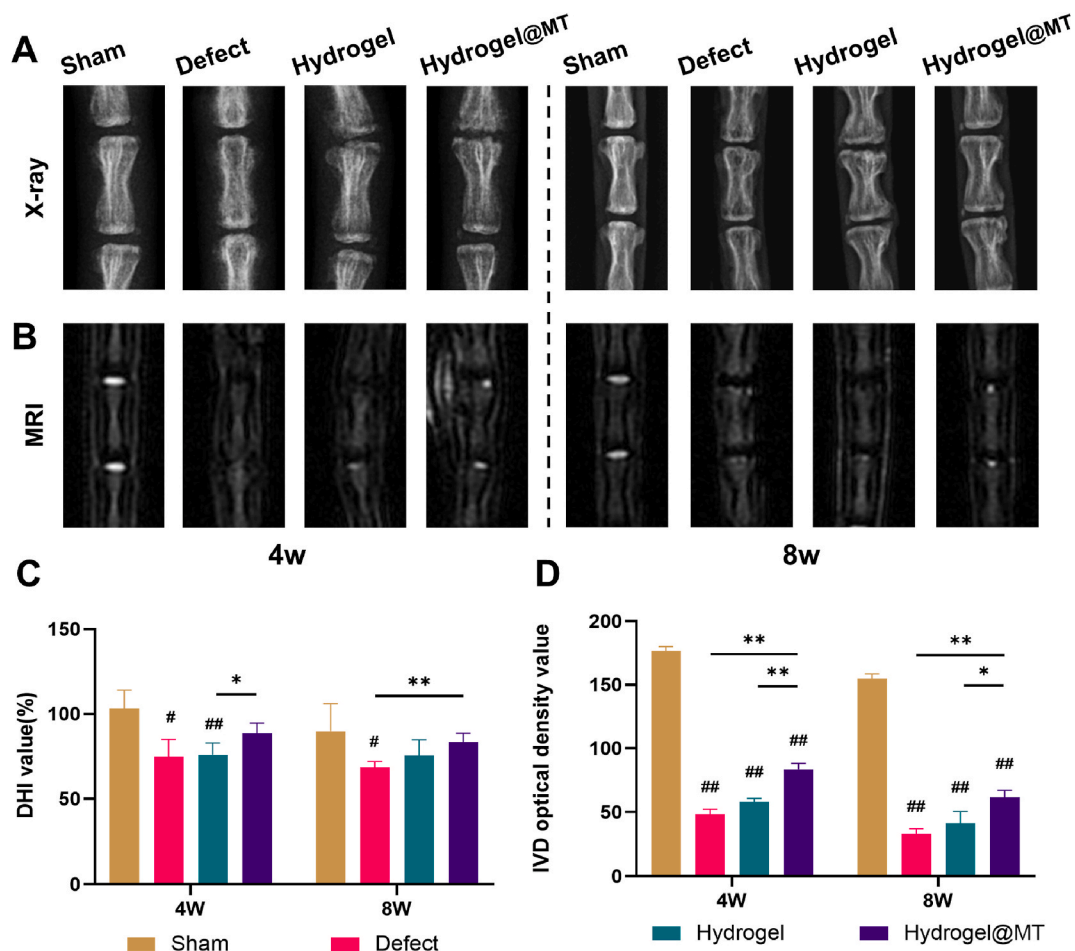 A
Sham Defect Hydrogel Hydrogel@MT Sham Defect Hydrogel Hydrogel@MT
X-ray
B
MRI
4w 8w
C
DHI value(%)
150
100
50
0
# ## *
# **
4W 8W
D
IVD optical density value
200
150
100
50
0
** **
** *
## ## ## ## ## ##
4W 8W
Sham Defect Hydrogel Hydrogel@MT